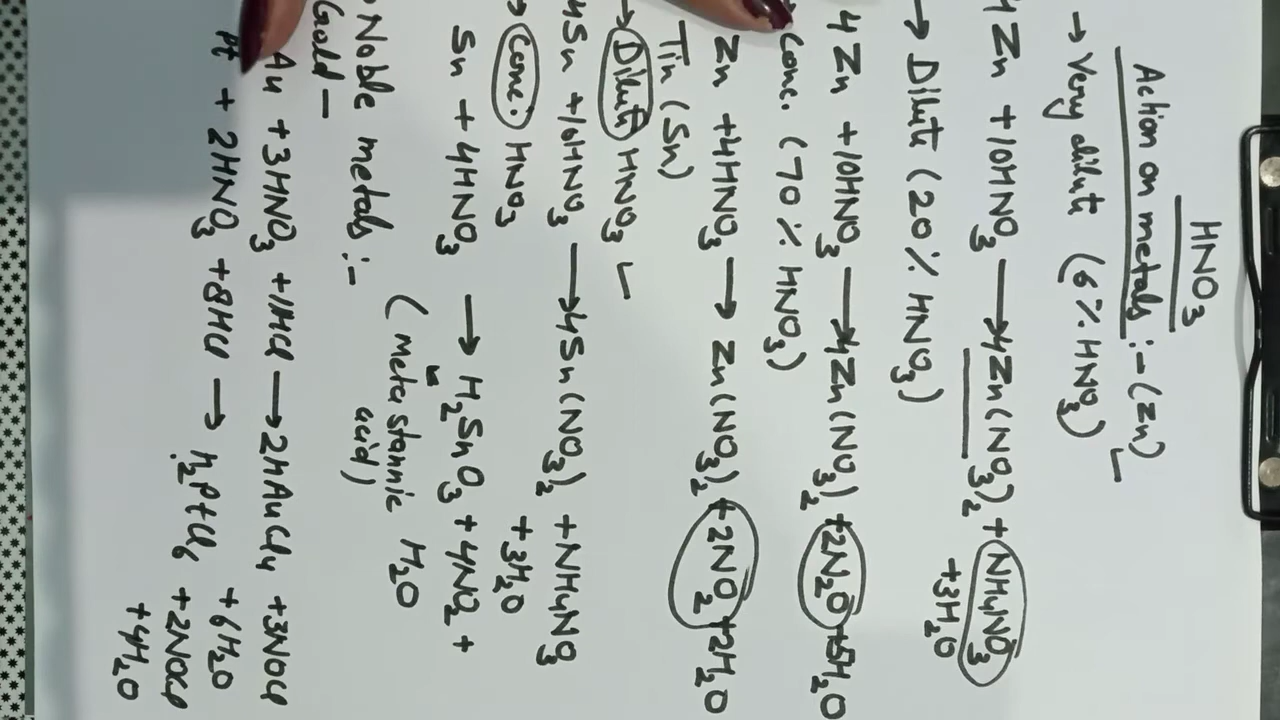 HNO₃
Action on metals :- (Zn)
→ Very dilut (6% HNO₃)
4Zn + 10HNO₃ → 4Zn(NO₃)₂ + NH₄NO₃
+3H₂O
→ Dilut (20% HNO₃)
4Zn + 10HNO₃ → 4Zn(NO₃)₂ + 2N₂O + 5H₂O
→ Conc. (70% HNO₃)
Zn + 4HNO₃ → Zn(NO₃)₂ + 2NO₂ + 2H₂O
Tin (Sn)
→ Dilut HNO₃
4Sn + 10HNO₃ → 4Sn(NO₃)₂ + NH₄NO₃
+ 3H₂O
→ Conc. HNO₃
Sn + 4HNO₃ → H₂SnO₃ + 4NO₂ +
H₂O
(Meta stannic
acid)
Noble metals :-
Gold -
Au + 3HNO₃ + 11HCl → 2HAuCl₄ + 3NOCl
+ 6H₂O
Pt + 2HNO₃ + 8HCl → h₂PtCl₆ + 2NOCl
+ 4H₂O